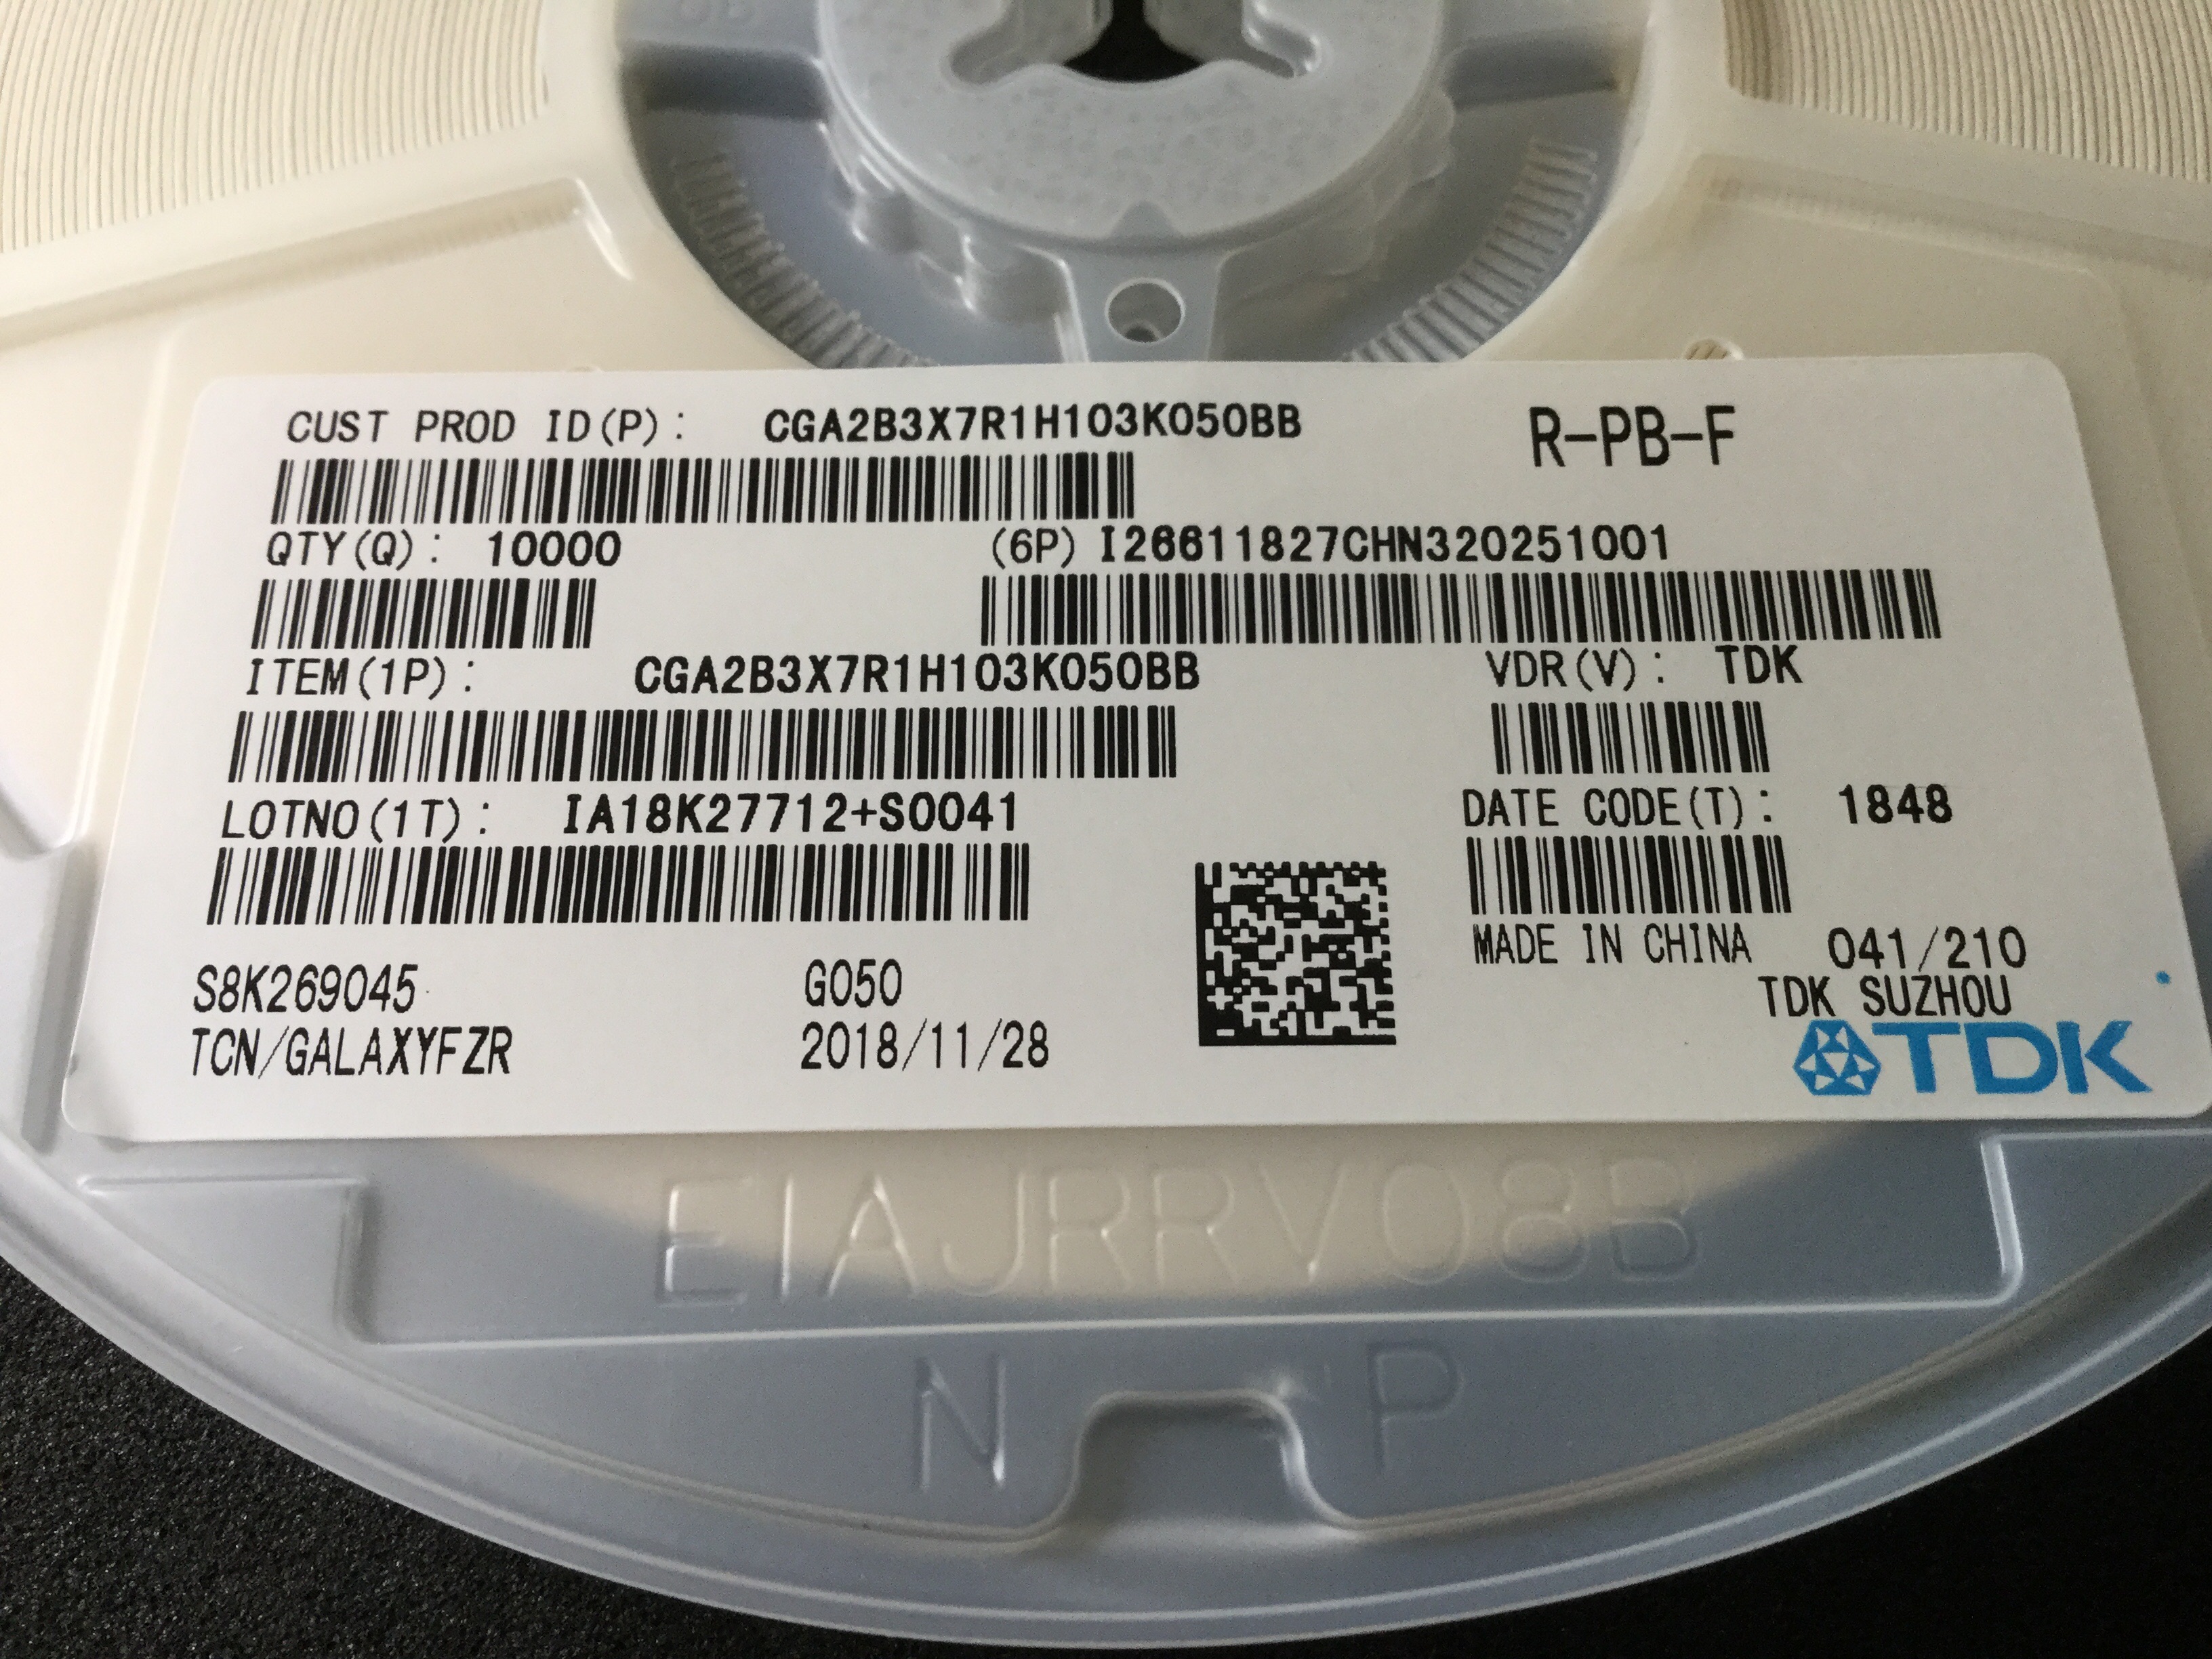 CUST PROD ID(P): CGA2B3X7R1H103K050BB
R-PB-F
QTY(Q): 10000
(6P) I26611827CHN320251001
ITEM(1P): CGA2B3X7R1H103K050BB
VDR(V): TDK
LOTNO(1T): IA18K27712+S0041
DATE CODE(T): 1848
MADE IN CHINA 041/210
S8K269045 G050
TDK SUZHOU
TCN/GALAXYFZR 2018/11/28
TDK
EIAJRRV08B
N P